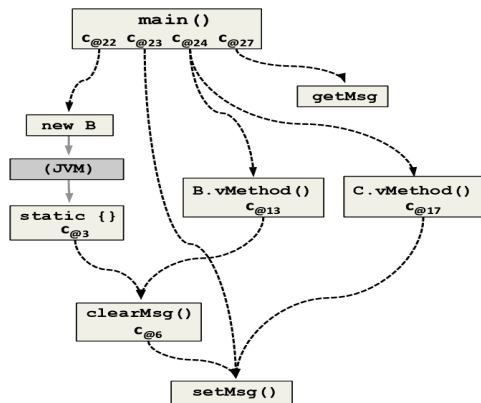 main()
c@22 c@23 c@24 c@27
getMsg
new B
(JVM)
B.vMethod()
c@13
C.vMethod()
c@17
static {}
c@3
clearMsg()
c@6
setMsg()